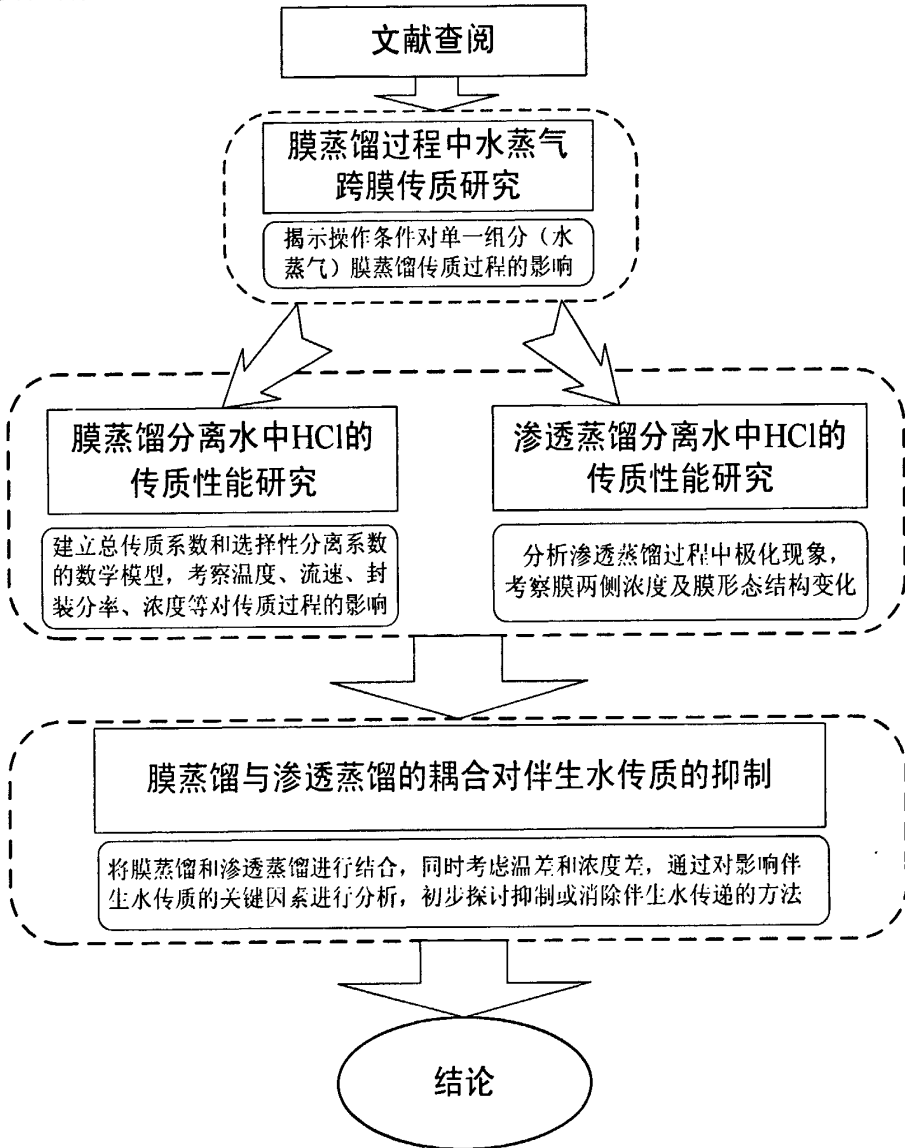 文献查阅
膜蒸馏过程中水蒸气
跨膜传质研究
揭示操作条件对单一组分（水
蒸气）膜蒸馏传质过程的影响
膜蒸馏分离水中HCl的
传质性能研究
建立总传质系数和选择性分离系数
的数学模型，考察温度、流速、封
装分率、浓度等对传质过程的影响
渗透蒸馏分离水中HCl的
传质性能研究
分析渗透蒸馏过程中极化现象，
考察膜两侧浓度及膜形态结构变化
膜蒸馏与渗透蒸馏的耦合对伴生水传质的抑制
将膜蒸馏和渗透蒸馏进行结合，同时考虑温差和浓度差，通过对影响伴
生水传质的关键因素进行分析，初步探讨抑制或消除伴生水传递的方法
结论